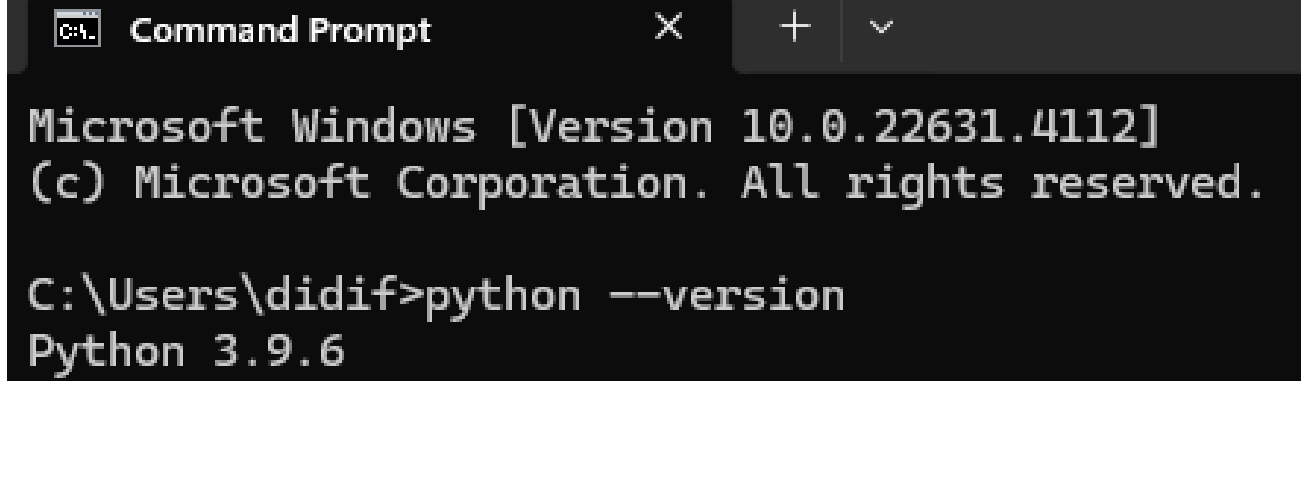 Command Prompt
Microsoft Windows [Version 10.0.22631.4112]
(c) Microsoft Corporation. All rights reserved.
C:\Users\didif>python --version
Python 3.9.6